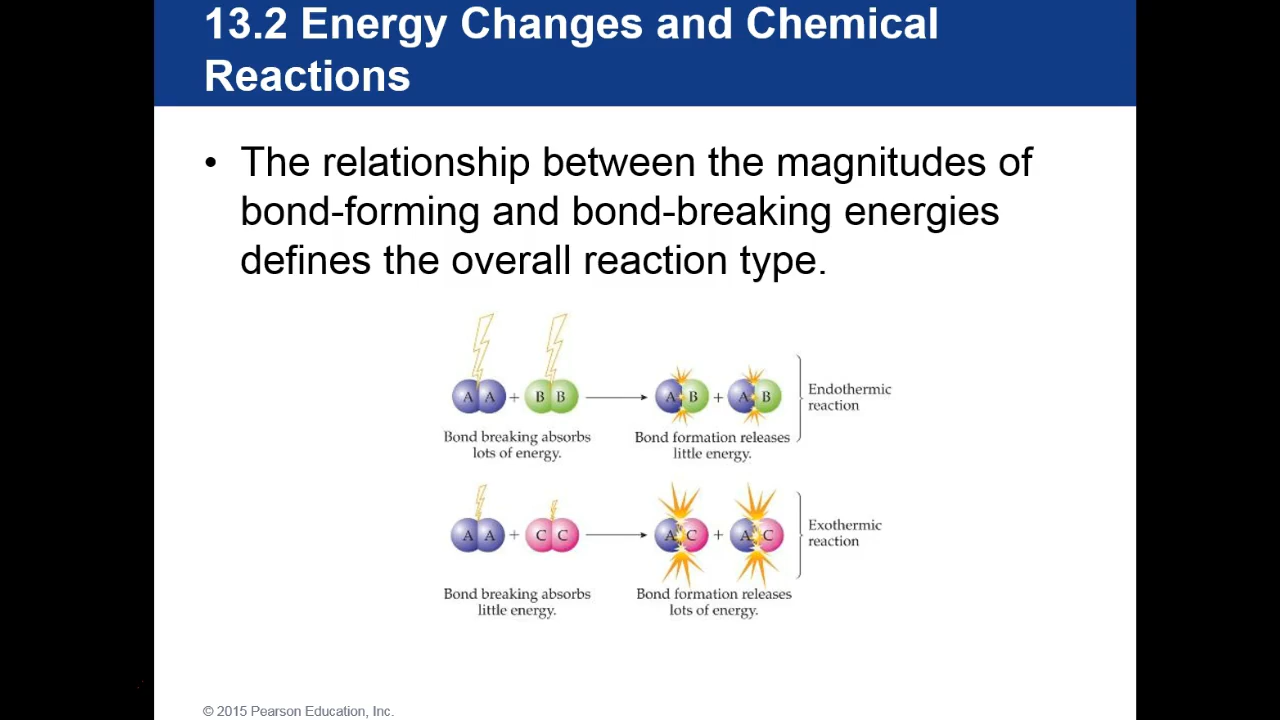 13.2 Energy Changes and Chemical
Reactions
• The relationship between the magnitudes of
bond-forming and bond-breaking energies
defines the overall reaction type.
A A + B B A B + A B
Endothermic
reaction
Bond breaking absorbs
lots of energy.
Bond formation releases
little energy.
A A + C C A C + A C
Exothermic
reaction
Bond breaking absorbs
little energy.
Bond formation releases
lots of energy.
© 2015 Pearson Education, Inc.